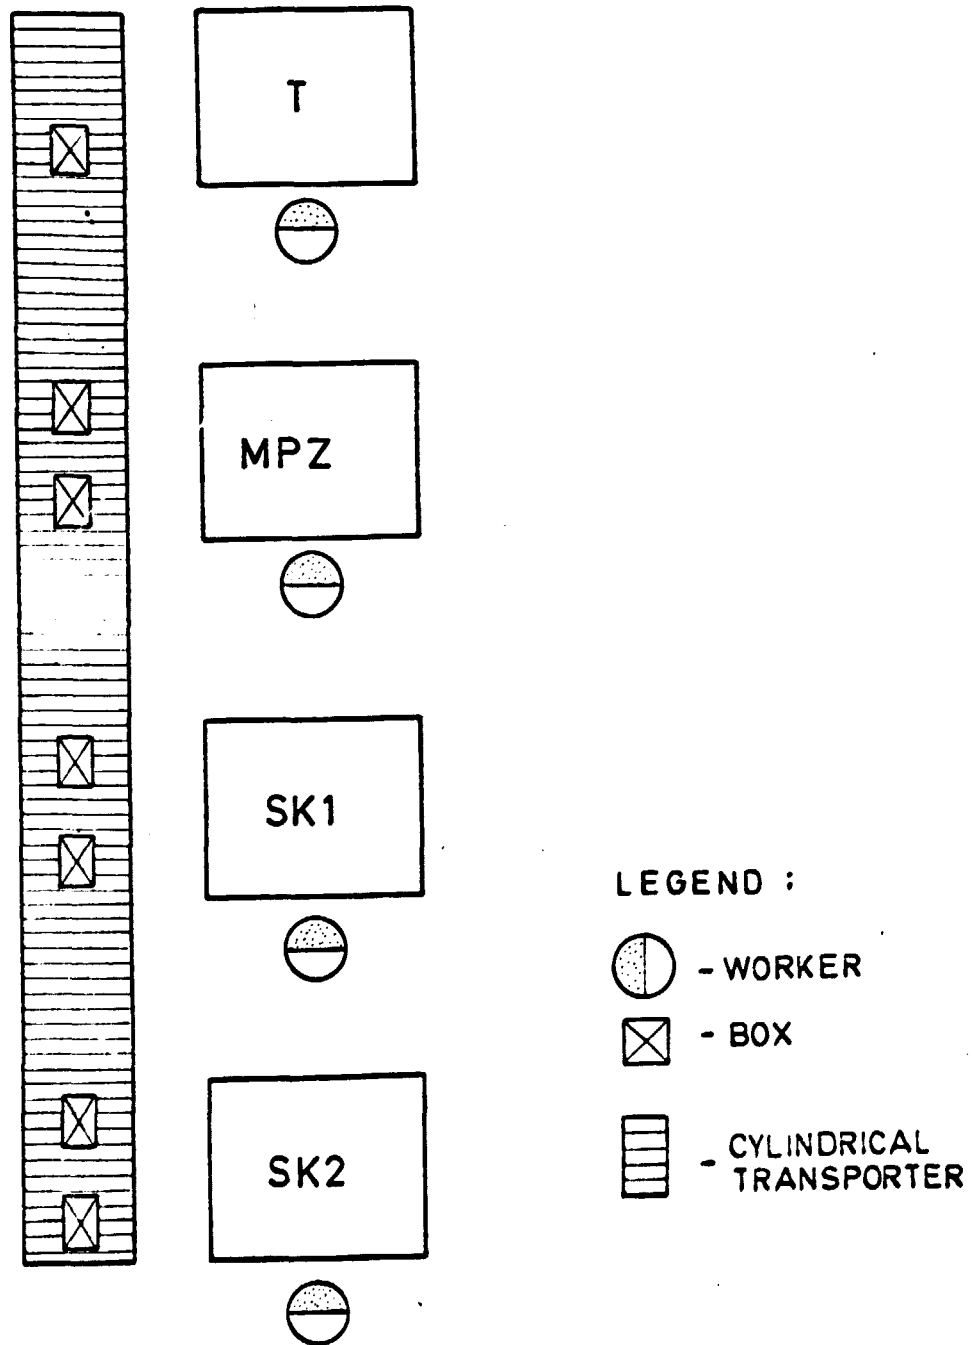 T
MPZ
SK1
SK2
LEGEND :
- WORKER
- BOX
- CYLINDRICAL
TRANSPORTER